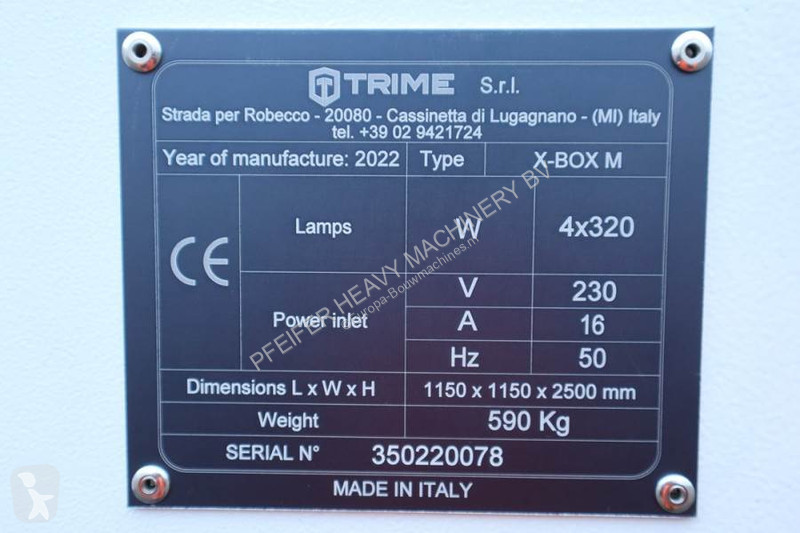 TRIME S.r.l.
Strada per Robecco - 20080 - Cassinetta di Lugagnano - (MI) Italy
tel. +39 02 9421724
Year of manufacture: 2022 Type X-BOX M
CE
Lamps W 4x320
Power inlet
V 230
A 16
Hz 50
Dimensions L x W x H 1150 x 1150 x 2500 mm
Weight 590 Kg
SERIAL N° 350220078
MADE IN ITALY
PFEIFER HEAVY MACHINERY BV